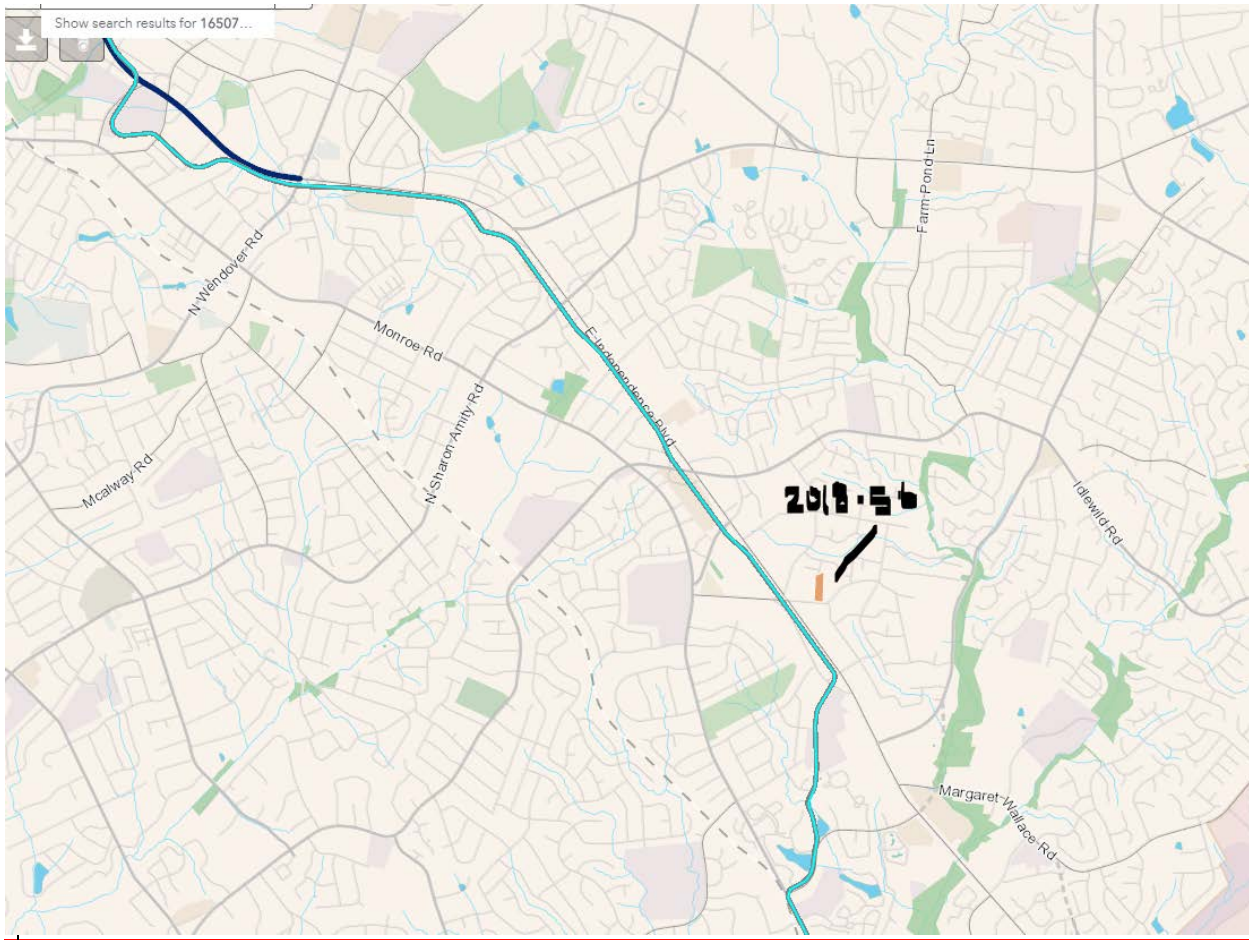 Show search results for 16507...
Farm Pond Ln
N Wendover Rd
Monroe Rd
E Independence Blvd
N Sharon Amity Rd
Mcalway Rd
2018-56
Idlewild Rd
Margaret Wallace Rd